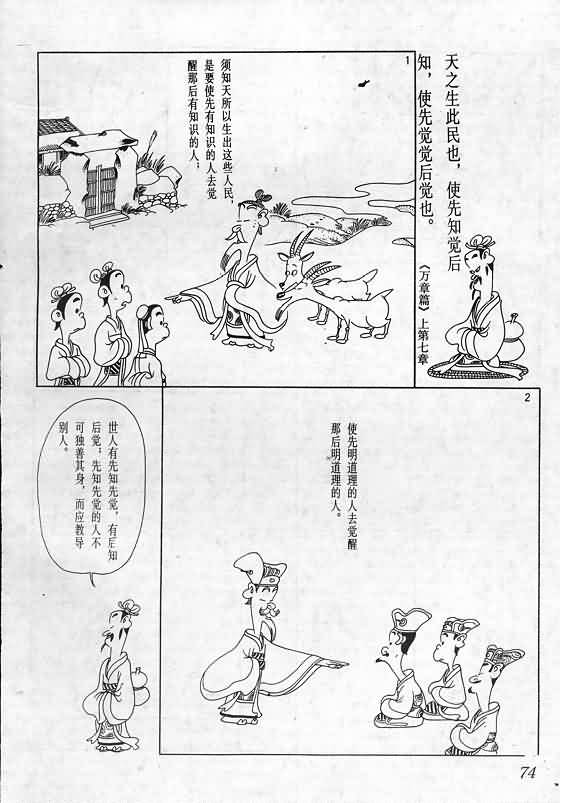 天之生此民也，使先知觉后
知，使先觉觉后觉也。
《万章篇》上第七章
1
须知天所以生出这些人民，
是要使先有知识的人去觉
醒那后有知识的人；
2
使先明道理的人去觉醒
那后明道理的人。
世人有先知先觉，有后知
后觉；先知先觉的人不
可独善其身，而应教导
别人。
74